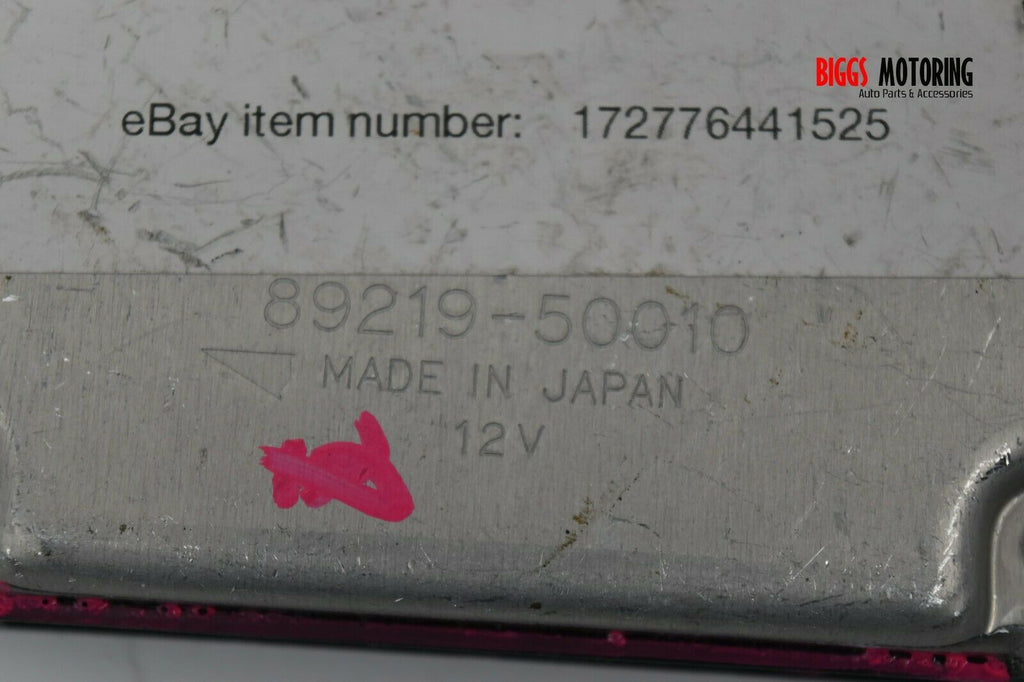 BIGGS MOTORING
Auto Parts & Accessories
eBay item number: 172776441525
89219-50010
MADE IN JAPAN
12V